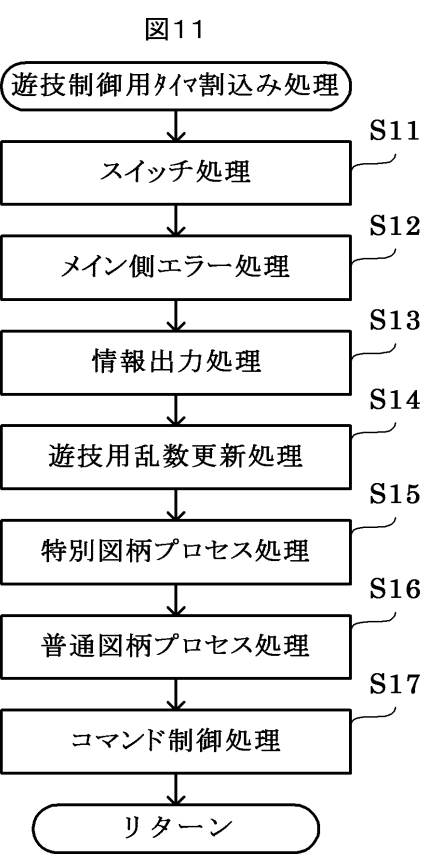 図11
遊技制御用タイマ割込み処理
S11
スイッチ処理
S12
メイン側エラー処理
S13
情報出力処理
S14
遊技用乱数更新処理
S15
特別図柄プロセス処理
S16
普通図柄プロセス処理
S17
コマンド制御処理
リターン